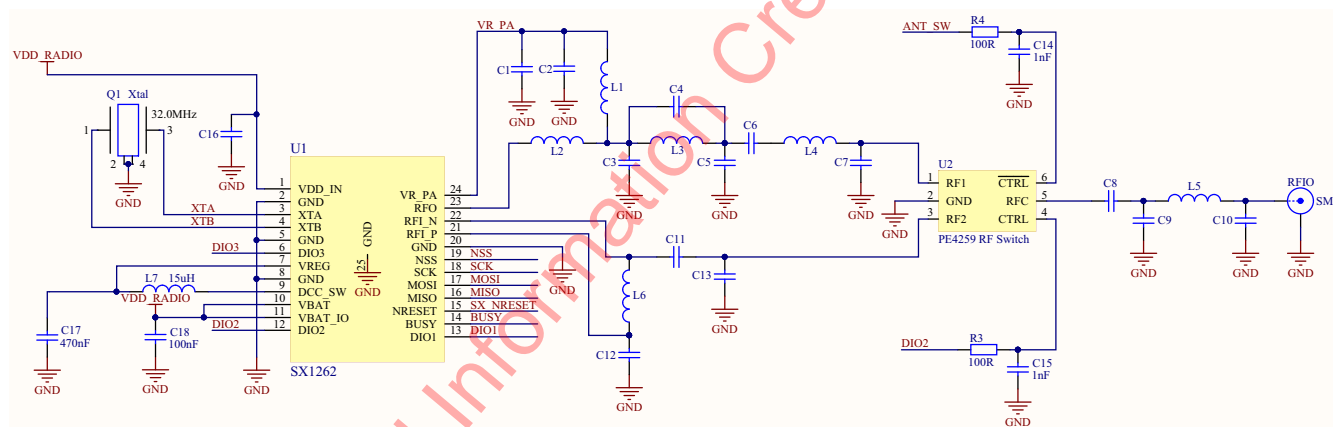 VDD_RADIO
Q1 Xtal
32.0MHz
1
3
2 4
GND
C16
GND
XTA
XTB
DIO3
L7 15uH
VDD_RADIO
DIO2
C17
470nF
GND
C18
100nF
GND
GND
U1
1 VDD_IN
2 GND
3 XTA
4 XTB
5 GND
6 DIO3
7 VREG
8 GND
9 DCC_SW
10 VBAT
11 VBAT_IO
12 DIO2
GND
25
GND
VR_PA 24
RFO 23
RFI_N 22
RFI_P 21
GND 20
NSS 19 NSS
SCK 18 SCK
MOSI 17 MOSI
MISO 16 MISO
NRESET 15 SX_NRESET
BUSY 14 BUSY
DIO1 13 DIO1
SX1262
GND
VR_PA
C1
GND
C2
GND
L1
L2
C3
GND
C4
L3
C5
GND
C6
L4
C7
GND
C11
C13
GND
L6
C12
GND
ANT_SW
R4
100R
C14
1nF
GND
U2
1 RF1
2 GND
3 RF2
CTRL 6
RFC 5
CTRL 4
PE4259 RF Switch
GND
DIO2
R3
100R
C15
1nF
GND
C8
C9
GND
L5
C10
GND
RFIO
SM
GND
l Information Cre